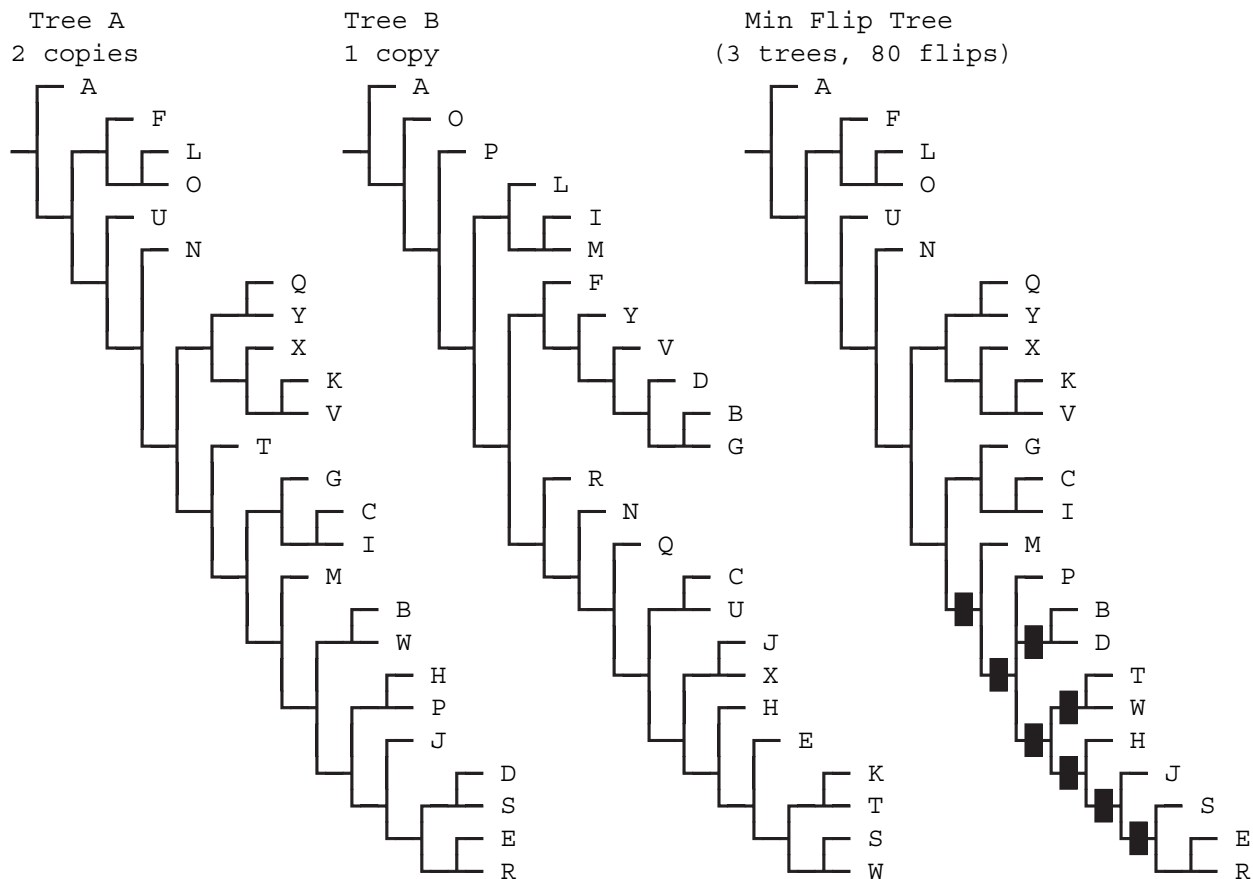 Tree A
2 copies
A
F
L
O
U
N
Q
Y
X
K
V
T
G
C
I
M
B
W
H
P
J
D
S
E
R
Tree B
1 copy
A
O
P
L
I
M
F
Y
V
D
B
G
R
N
Q
C
U
J
X
H
E
K
T
S
W
Min Flip Tree
(3 trees, 80 flips)
A
F
L
O
U
N
Q
Y
X
K
V
G
C
I
M
P
B
D
T
W
H
J
S
E
R